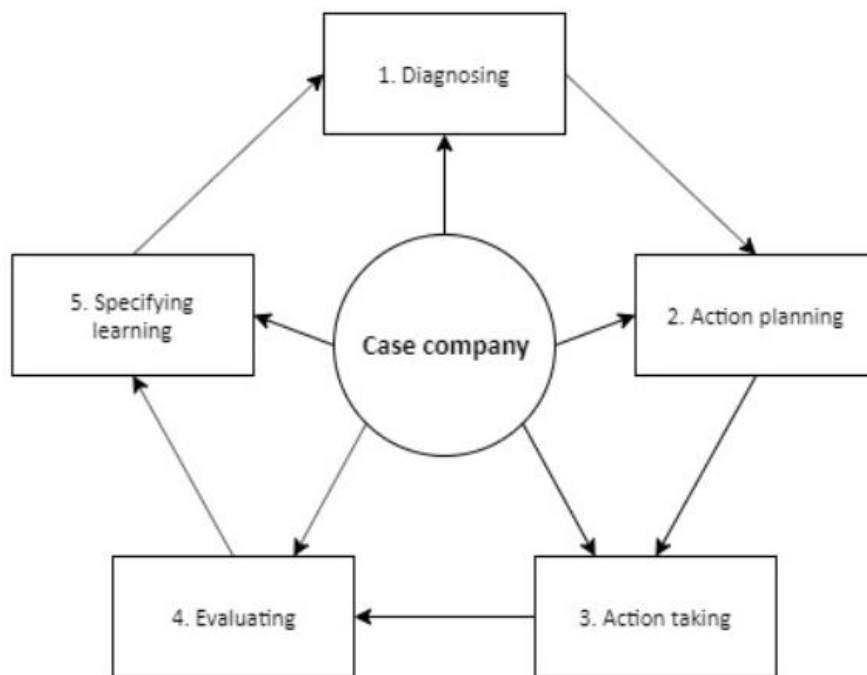 1. Diagnosing
5. Specifying
learning
Case company
2. Action planning
4. Evaluating
3. Action taking